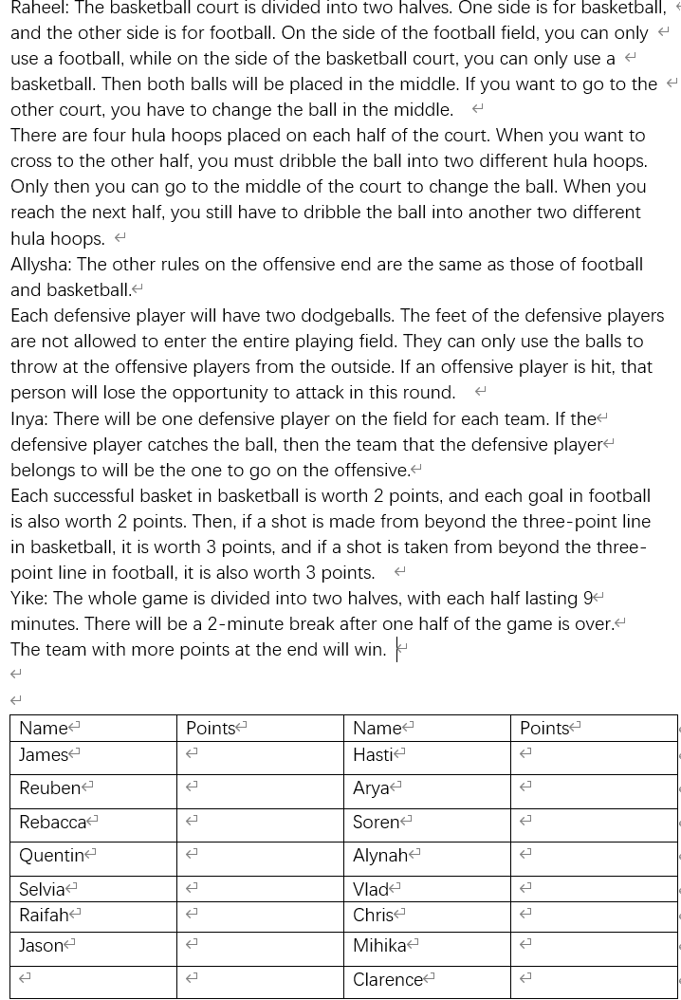 Raheel: The basketball court is divided into two halves. One side is for basketball,
and the other side is for football. On the side of the football field, you can only
use a football, while on the side of the basketball court, you can only use a
basketball. Then both balls will be placed in the middle. If you want to go to the
other court, you have to change the ball in the middle.
There are four hula hoops placed on each half of the court. When you want to
cross to the other half, you must dribble the ball into two different hula hoops.
Only then you can go to the middle of the court to change the ball. When you
reach the next half, you still have to dribble the ball into another two different
hula hoops.
Allysha: The other rules on the offensive end are the same as those of football
and basketball.
Each defensive player will have two dodgeballs. The feet of the defensive players
are not allowed to enter the entire playing field. They can only use the balls to
throw at the offensive players from the outside. If an offensive player is hit, that
person will lose the opportunity to attack in this round.
Inya: There will be one defensive player on the field for each team. If the
defensive player catches the ball, then the team that the defensive player
belongs to will be the one to go on the offensive.
Each successful basket in basketball is worth 2 points, and each goal in football
is also worth 2 points. Then, if a shot is made from beyond the three-point line
in basketball, it is worth 3 points, and if a shot is taken from beyond the three-
point line in football, it is also worth 3 points.
Yike: The whole game is divided into two halves, with each half lasting 9
minutes. There will be a 2-minute break after one half of the game is over.
The team with more points at the end will win.
Name Points Name Points
James Hasti
Reuben Arya
Rebacca Soren
Quentin Alynah
Selvia Vlad
Raifah Chris
Jason Mihika
Clarence